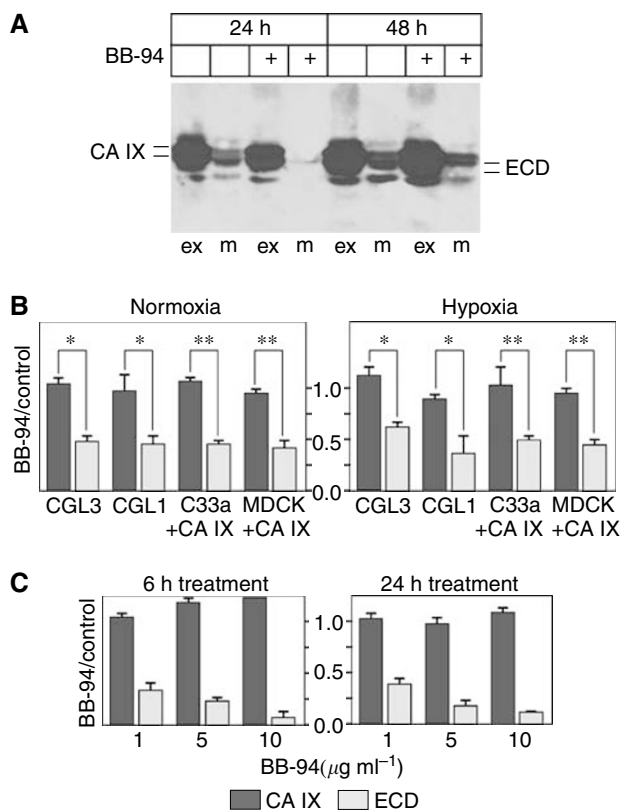 A
24 h 48 h
BB-94 + + + +
CA IX
ECD
ex m ex m ex m ex m
B
Normoxia Hypoxia
* * ** ** * * ** **
BB-94/control
1.0
0.5
0.0
CGL3 CGL1 C33a MDCK CGL3 CGL1 C33a MDCK
+CA IX +CA IX +CA IX +CA IX
C
6 h treatment 24 h treatment
BB-94/control
1.0
0.5
0.0
1 5 10 1 5 10
BB-94(μg ml⁻¹)
CA IX ECD